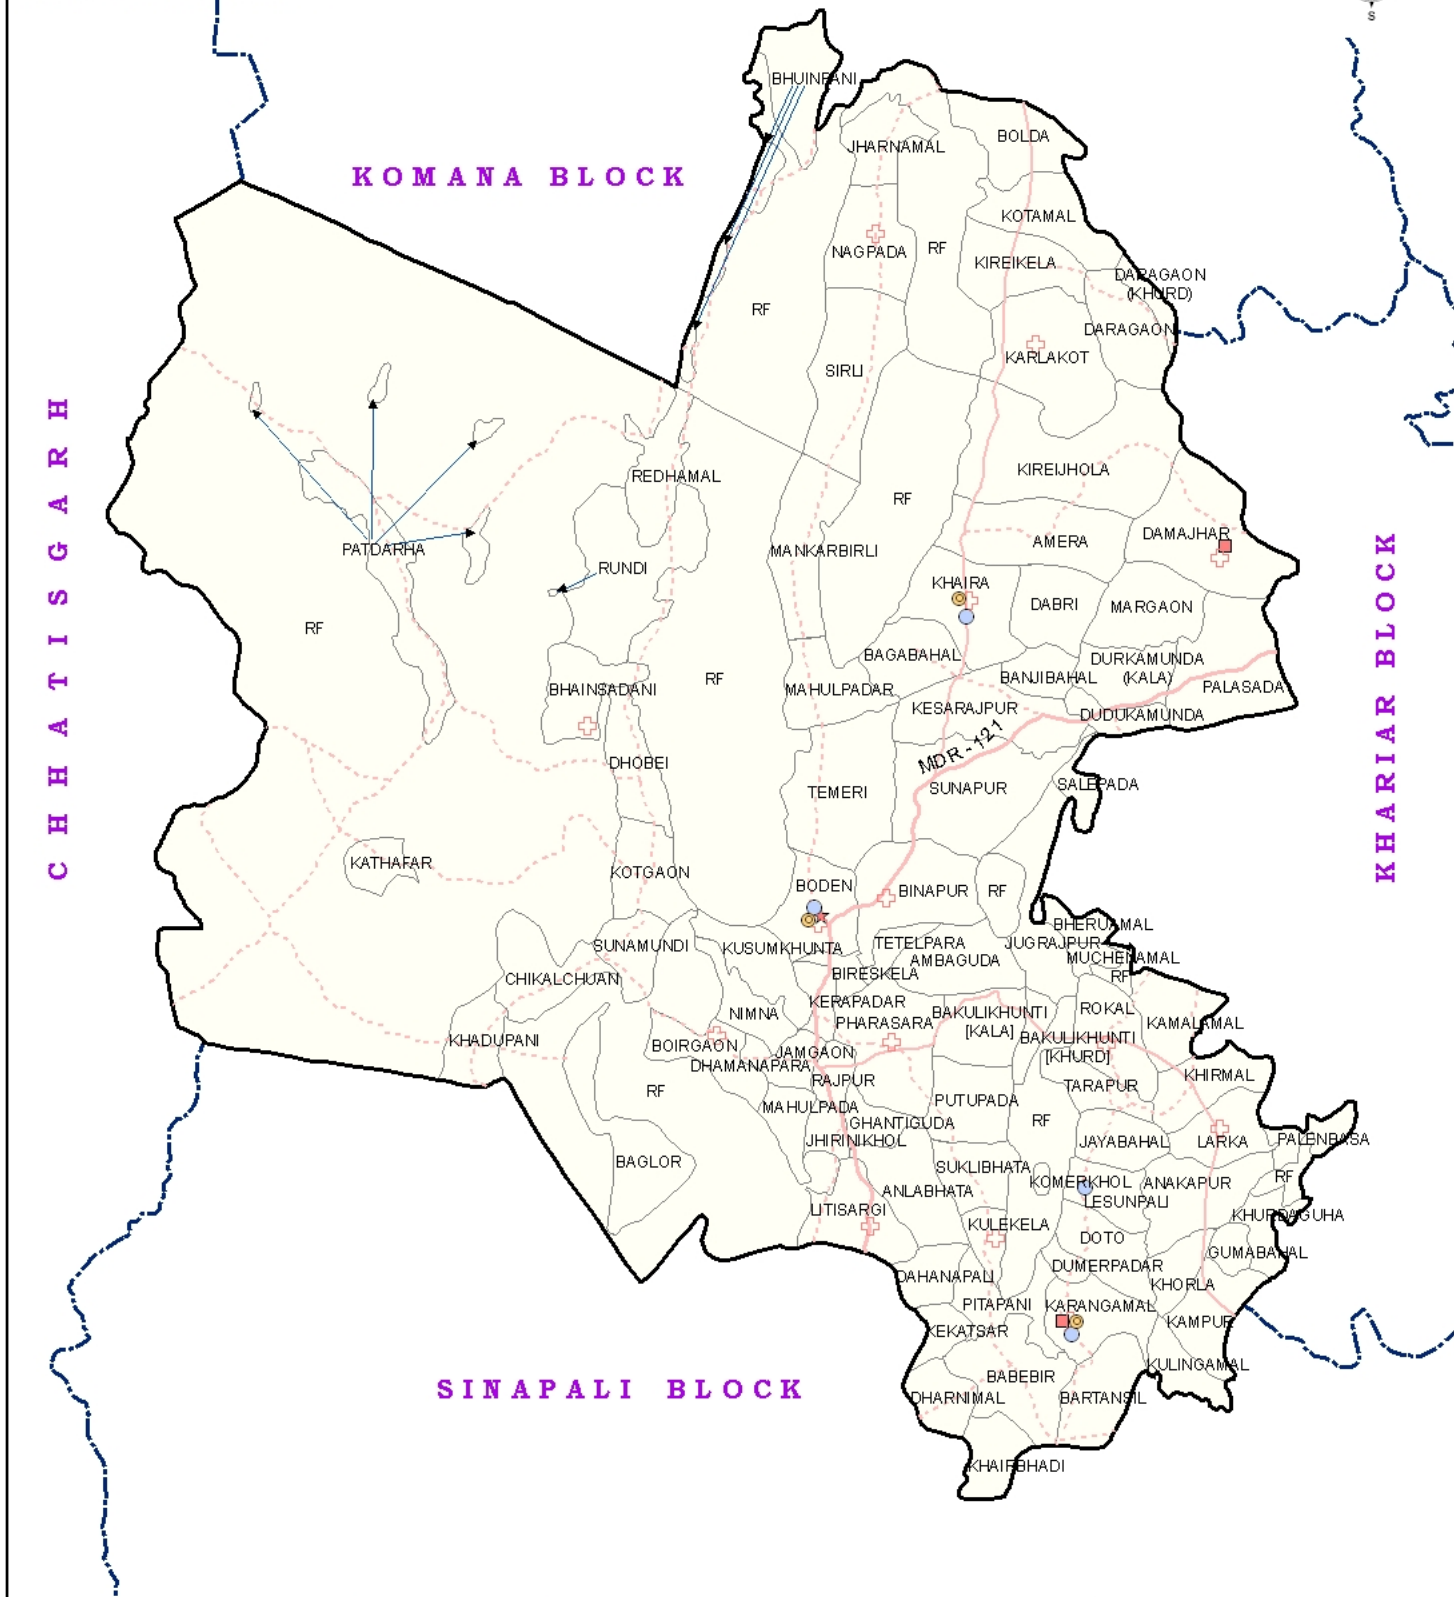 S
BHUINPANI
BOLDA
JHARNAMAL
KOMANA BLOCK
KOTAMAL
NAGPADA
RF
KIREIKELA
DARAGAON
(KHURD)
RF
DARAGAON
KARLAKOT
SIRLI
CHHATISGARH
KIREIJHOLA
REDHAMAL
RF
DAMAJHAR
AMERA
PATDARHA
MANKARBIRLI
RUNDI
KHAIRA
DABRI
MARGAON
RF
KHARIAR BLOCK
BAGABAHAL
DURKAMUNDA
(KALA)
RF
BANJIBAHAL
BHAINSADANI
MAHULPADAR
PALASADA
KESARAJPUR
DUDUKAMUNDA
MDR-121
DHOBEI
TEMERI
SUNAPUR
SALEPADA
KATHAFAR
KOTGAON
BODEN
BINAPUR
RF
BHERUAMAL
SUNAMUNDI
KUSUMKHUNTA
TETELPARA
JUGRAJPUR
AMBAGUDA
MUCHENAMAL
CHIKALCHUAN
BIRESKELA
RF
KERAPADAR
NIMNA
BAKULIKHUNTI
[KALA]
ROKAL
PHARASARA
KAMALAMAL
KHADUPANI
BOIRGAON
BAKULIKHUNTI
[KHURD]
JAMGAON
DHAMANAPARA
RAJPUR
KHIRMAL
RF
TARAPUR
PUTUPADA
MAHULPADA
GHANTIGUDA
RF
JHIRINIKHOL
JAYABAHAL
LARKA
PALENBASA
BAGLOR
SUKLIBHATA
RF
KOMERKHOL
ANAKAPUR
ANLABHATA
LESUNPALI
LITISARGI
KHURDAGUHA
KULEKELA
DOTO
GUMABAHAL
DUMERPADAR
DAHANAPALI
KHORLA
PITAPANI
KARANGAMAL
KAMPUR
KEKATSAR
KULINGAMAL
BABEBIR
SINAPALI BLOCK
DHARNIMAL
BARTANSIL
KHAIRBHADI